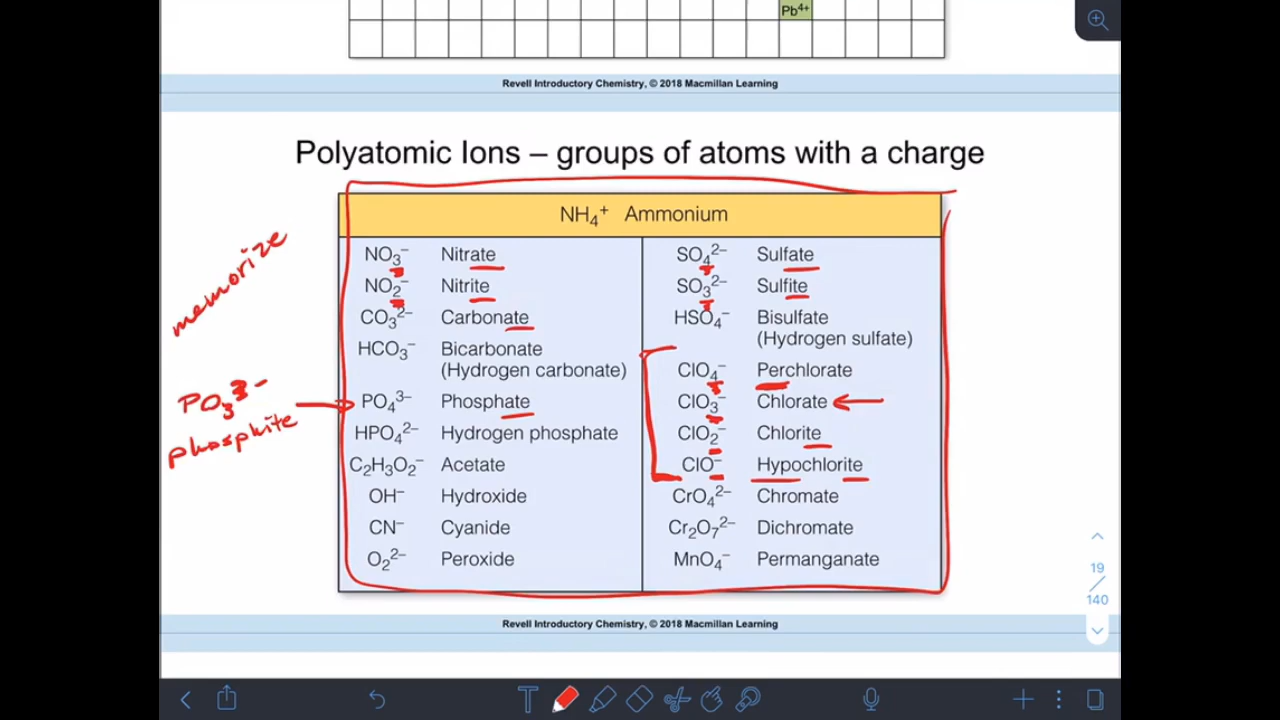 Pb⁴⁺
Revell Introductory Chemistry, © 2018 Macmillan Learning
Polyatomic Ions – groups of atoms with a charge
NH₄⁺ Ammonium
NO₃⁻ Nitrate
NO₂⁻ Nitrite
CO₃²⁻ Carbonate
HCO₃⁻ Bicarbonate
(Hydrogen carbonate)
PO₄³⁻ Phosphate
HPO₄²⁻ Hydrogen phosphate
C₂H₃O₂⁻ Acetate
OH⁻ Hydroxide
CN⁻ Cyanide
O₂²⁻ Peroxide
SO₄²⁻ Sulfate
SO₃²⁻ Sulfite
HSO₄⁻ Bisulfate
(Hydrogen sulfate)
ClO₄⁻ Perchlorate
ClO₃⁻ Chlorate
ClO₂⁻ Chlorite
ClO⁻ Hypochlorite
CrO₄²⁻ Chromate
Cr₂O₇²⁻ Dichromate
MnO₄⁻ Permanganate
memorize
PO₃³⁻
phosphite
Revell Introductory Chemistry, © 2018 Macmillan Learning
19
140